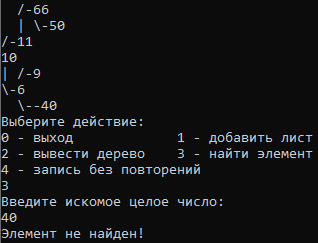 /-66
  | \-50
/-11
10
| /-9
\-6
  \--40
Выберите действие:
0 - выход             1 - добавить лист
2 - вывести дерево    3 - найти элемент
4 - запись без повторений
3
Введите искомое целое число:
40
Элемент не найден!